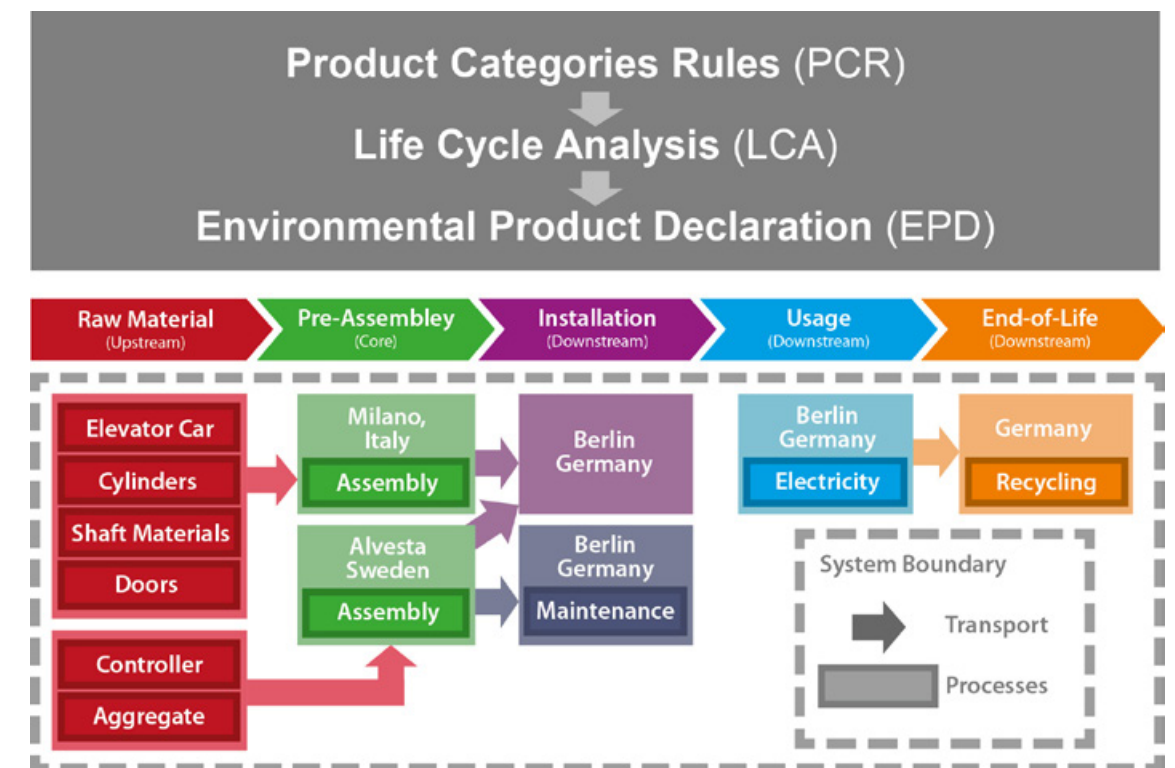 Product Categories Rules (PCR)
Life Cycle Analysis (LCA)
Environmental Product Declaration (EPD)
Raw Material
(Upstream)
Pre-Assembley
(Core)
Installation
(Downstream)
Usage
(Downstream)
End-of-Life
(Downstream)
Elevator Car
Cylinders
Shaft Materials
Doors
Controller
Aggregate
Milano,
Italy
Assembly
Alvesta
Sweden
Assembly
Berlin
Germany
Berlin
Germany
Maintenance
Berlin
Germany
Electricity
Germany
Recycling
System Boundary
Transport
Processes